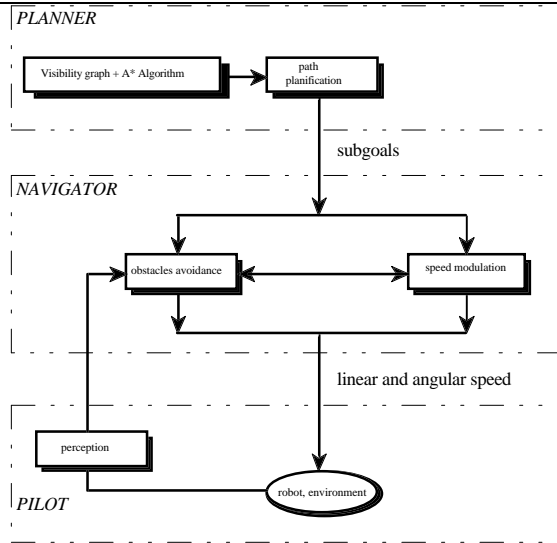 PLANNER
Visibility graph + A* Algorithm
path
planification
subgoals
NAVIGATOR
obstacles avoidance
speed modulation
linear and angular speed
perception
robot, environment
PILOT